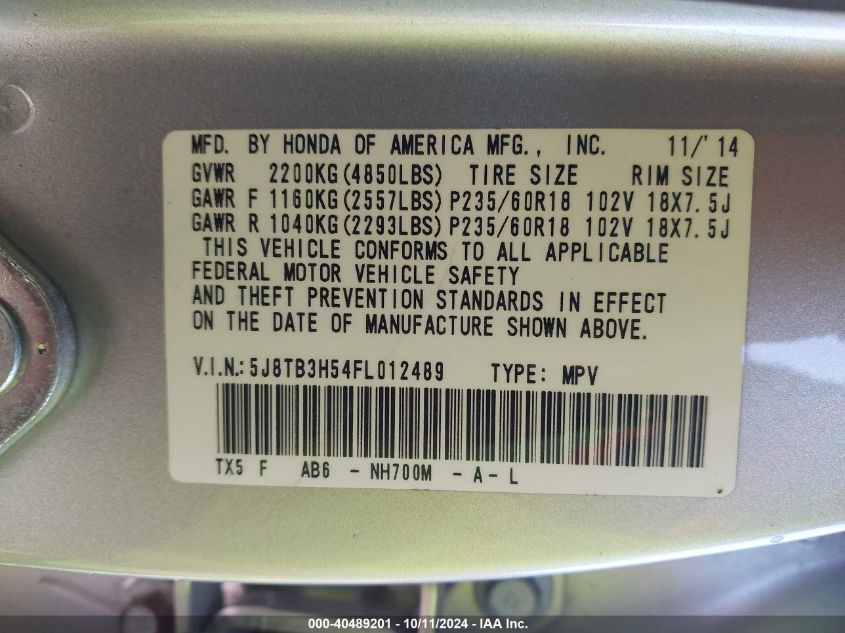 MFD. BY HONDA OF AMERICA MFG., INC. 11/'14
GVWR 2200KG(4850LBS) TIRE SIZE RIM SIZE
GAWR F 1160KG(2557LBS) P235/60R18 102V 18X7.5J
GAWR R 1040KG(2293LBS) P235/60R18 102V 18X7.5J
THIS VEHICLE CONFORMS TO ALL APPLICABLE
FEDERAL MOTOR VEHICLE SAFETY
AND THEFT PREVENTION STANDARDS IN EFFECT
ON THE DATE OF MANUFACTURE SHOWN ABOVE.
V.I.N.: 5J8TB3H54FL012489 TYPE: MPV
TX5 F AB6 - NH700M - A - L
000-40489201 - 10/11/2024 - IAA Inc.